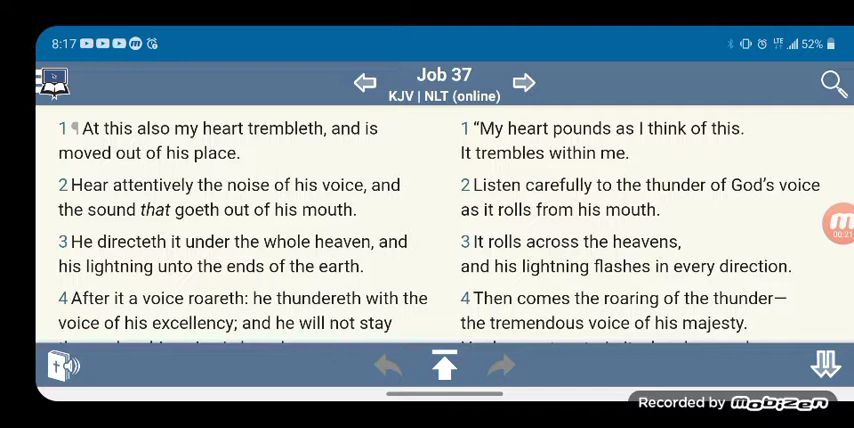 8:17
LTE 52%
Job 37
KJV | NLT (online)
1 ¶ At this also my heart trembleth, and is
moved out of his place.
2 Hear attentively the noise of his voice, and
the sound that goeth out of his mouth.
3 He directeth it under the whole heaven, and
his lightning unto the ends of the earth.
4 After it a voice roareth: he thundereth with the
voice of his excellency; and he will not stay
1 “My heart pounds as I think of this.
It trembles within me.
2 Listen carefully to the thunder of God’s voice
as it rolls from his mouth.
3 It rolls across the heavens,
and his lightning flashes in every direction.
4 Then comes the roaring of the thunder—
the tremendous voice of his majesty.
00:21
Recorded by mobizen